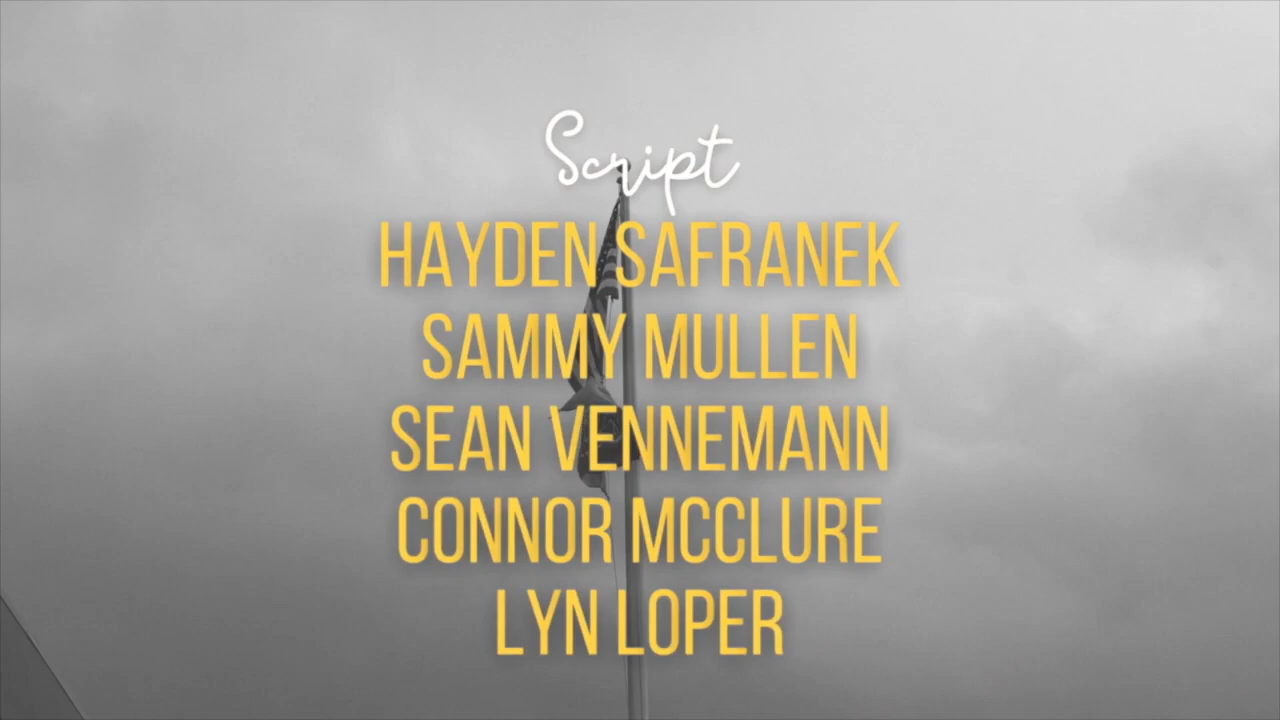 Script
HAYDEN SAFRANEK
SAMMY MULLEN
SEAN VENNEMANN
CONNOR MCCLURE
LYN LOPER